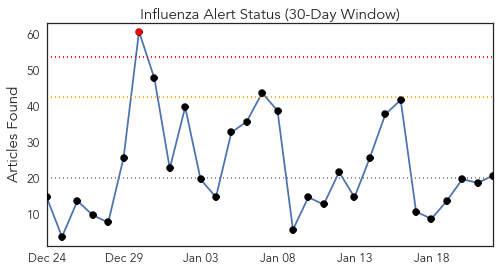 Influenza Alert Status (30-Day Window)
Articles Found
60
50
40
30
20
10
Dec 24 Dec 29 Jan 03 Jan 08 Jan 13 Jan 18